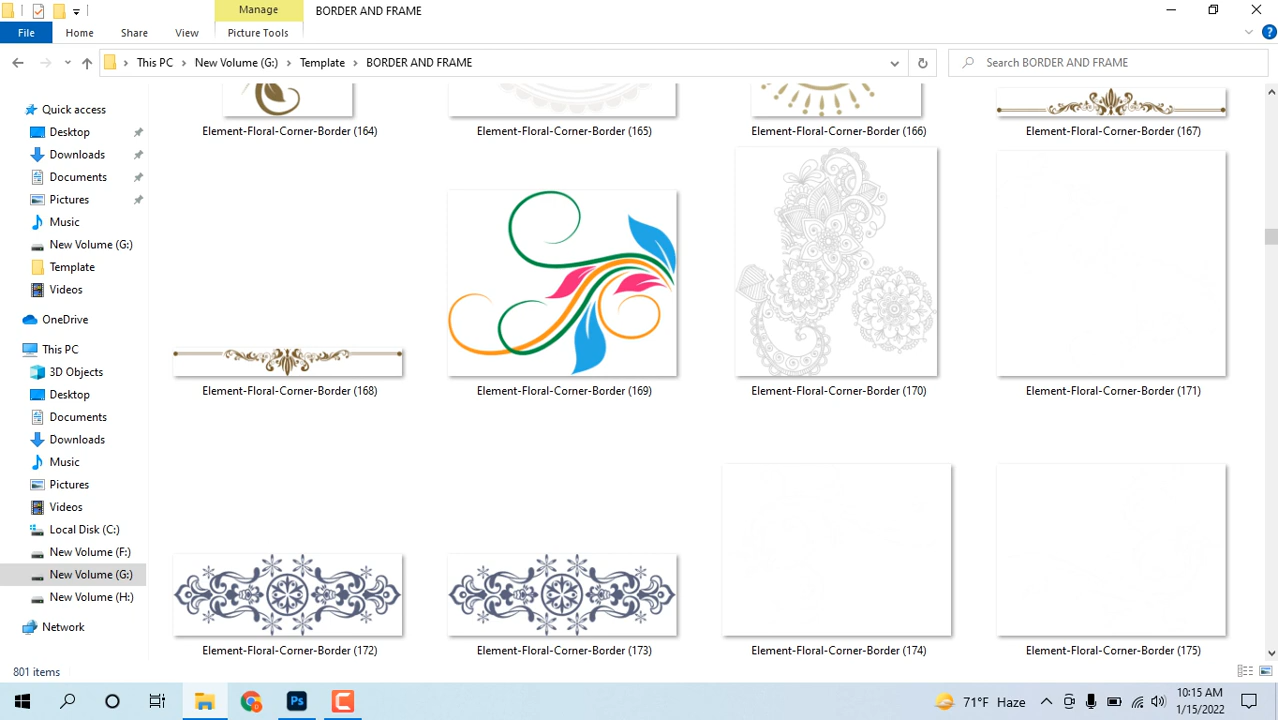 Manage
BORDER AND FRAME
File
Home
Share
View
Picture Tools
This PC
New Volume (G:)
Template
BORDER AND FRAME
Search BORDER AND FRAME
Quick access
Desktop
Downloads
Documents
Pictures
Music
New Volume (G:)
Template
Videos
OneDrive
This PC
3D Objects
Desktop
Documents
Downloads
Music
Pictures
Videos
Local Disk (C:)
New Volume (F:)
New Volume (G:)
New Volume (H:)
Network
Element-Floral-Corner-Border (164)
Element-Floral-Corner-Border (165)
Element-Floral-Corner-Border (166)
Element-Floral-Corner-Border (167)
Element-Floral-Corner-Border (168)
Element-Floral-Corner-Border (169)
Element-Floral-Corner-Border (170)
Element-Floral-Corner-Border (171)
Element-Floral-Corner-Border (172)
Element-Floral-Corner-Border (173)
Element-Floral-Corner-Border (174)
Element-Floral-Corner-Border (175)
801 items
Ps
71°F Haze
10:15 AM
1/15/2022